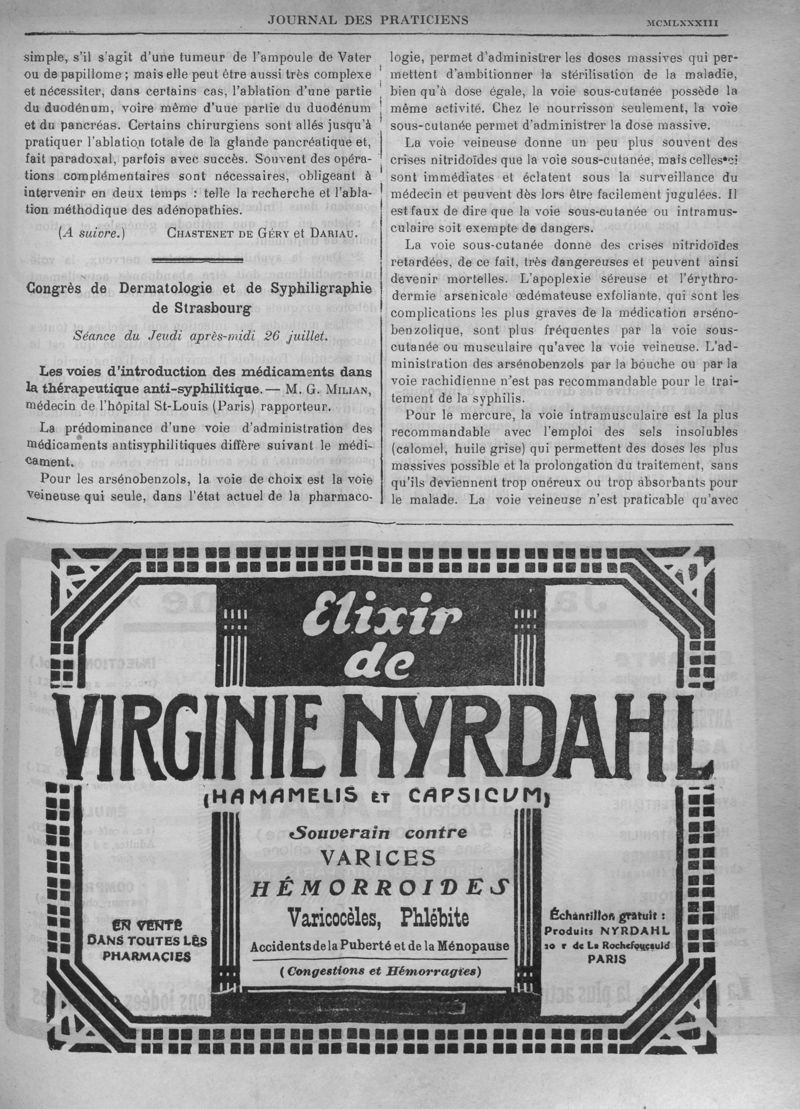 JOURNAL DES PRATICIENS
MCMLXXXIII
simple, s'il s'agit d'une tumeur de l'ampoule de Vater
ou de papillome ; mais elle peut être aussi très complexe
et nécessiter, dans certains cas, l'ablation d'une partie
du duodénum, voire même d'uue partie du duodénum
et du pancréas. Certains chirurgiens sont allés jusqu'à
pratiquer l'ablation totale de la glande pancréatique et,
fait paradoxal, parfois avec succès. Souvent des opéra-
tions complémentaires sont nécessaires, obligeant à
intervenir en deux temps : telle la recherche et l'abla-
tion méthodique des adénopathies.
(A suivre.) CHASTENET DE GÉRY et DARIAU.
Congrès de Dermatologie et de Syphiligraphie
de Strasbourg
Séance du Jeudi après-midi 26 juillet.
Les voies d'introduction des médicaments dans
la thérapeutique anti-syphilitique. — M. G. MILIAN,
médecin de l'hôpital St-Louis (Paris) rapporteur.
La prédominance d'une voie d'administration des
médicaments antisyphilitiques diffère suivant le médi-
cament.
Pour les arsénobenzols, la voie de choix est la voie
veineuse qui seule, dans l'état actuel de la pharmaco-
logie, permet d'administrer les doses massives qui per-
mettent d'ambitionner la stérilisation de la maladie,
bien qu'à dose égale, la voie sous-cutanée possède la
même activité. Chez le nourrisson seulement, la voie
sous-cutanée permet d'administrer la dose massive.
La voie veineuse donne un peu plus souvent des
crises nitridoïdes que la voie sous-cutanée, mais celles-ci
sont immédiates et éclatent sous la surveillance du
médecin et peuvent dès lors être facilement jugulées. Il
est faux de dire que la voie sous-cutanée ou intramus-
culaire soit exempte de dangers.
La voie sous-cutanée donne des crises nitridoïdes
retardées, de ce fait, très dangereuses et peuvent ainsi
devenir mortelles. L'apoplexie séreuse et l'érythro-
dermie arsenicale œdémateuse exfoliante, qui sont les
complications les plus graves de la médication arséno-
benzolique, sont plus fréquentes par la voie sous-
cutanée ou musculaire qu'avec la voie veineuse. L'ad-
ministration des arsénobenzols par la bouche ou par la
voie rachidienne n'est pas recommandable pour le trai-
tement de la syphilis.
Pour le mercure, la voie intramusculaire est la plus
recommandable avec l'emploi des sels insolubles
(calomel, huile grise) qui permettent des doses les plus
massives possible et la prolongation du traitement, sans
qu'ils deviennent trop onéreux ou trop absorbants pour
le malade. La voie veineuse n'est praticable qu'avec
Elixir
de
VIRGINIE NYRDAHL
(HAMAMELIS ET CAPSICUM)
Souverain contre
VARICES
HÉMORROIDES
Varicocèles, Phlébite
Accidents de la Puberté et de la Ménopause
(Congestions et Hémorragies)
EN VENTE
DANS TOUTES LES
PHARMACIES
Échantillon gratuit :
Produits NYRDAHL
20 r de La Rochefoucauld
PARIS